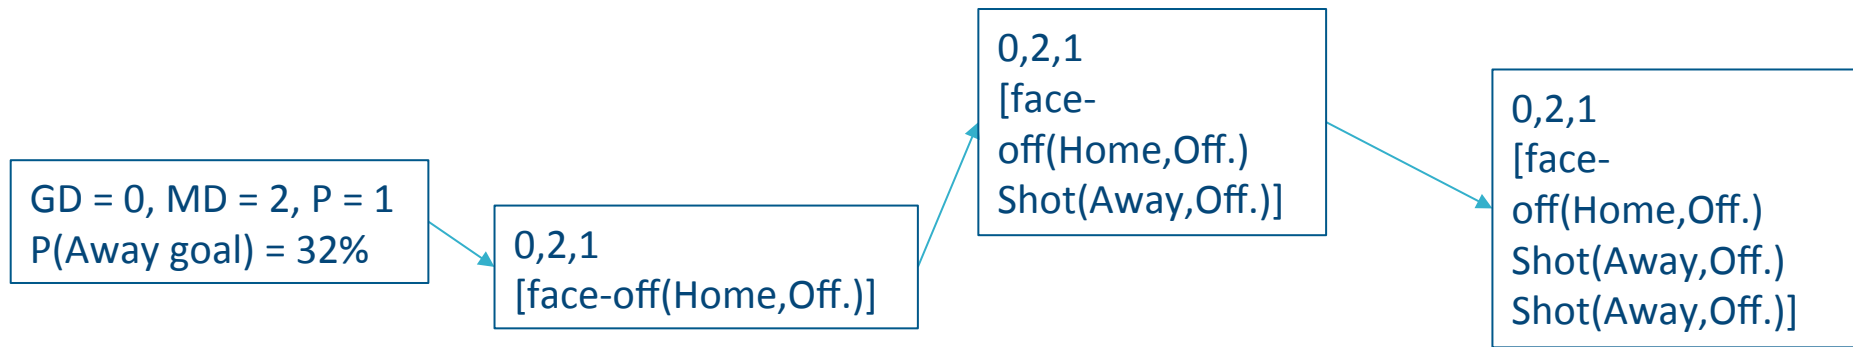 GD = 0, MD = 2, P = 1
P(Away goal) = 32%
0,2,1
[face-off(Home,Off.)]
0,2,1
[face-
off(Home,Off.)
Shot(Away,Off.)]
0,2,1
[face-
off(Home,Off.)
Shot(Away,Off.)
Shot(Away,Off.)]